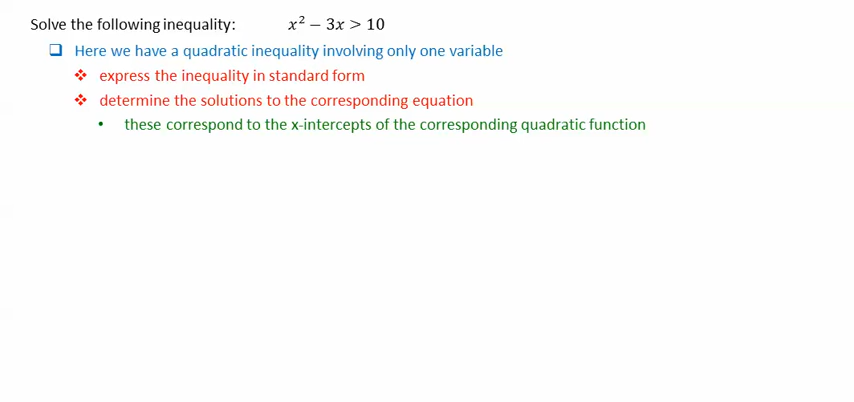 Solve the following inequality: x² − 3x > 10
❑ Here we have a quadratic inequality involving only one variable
❖ express the inequality in standard form
❖ determine the solutions to the corresponding equation
• these correspond to the x-intercepts of the corresponding quadratic function